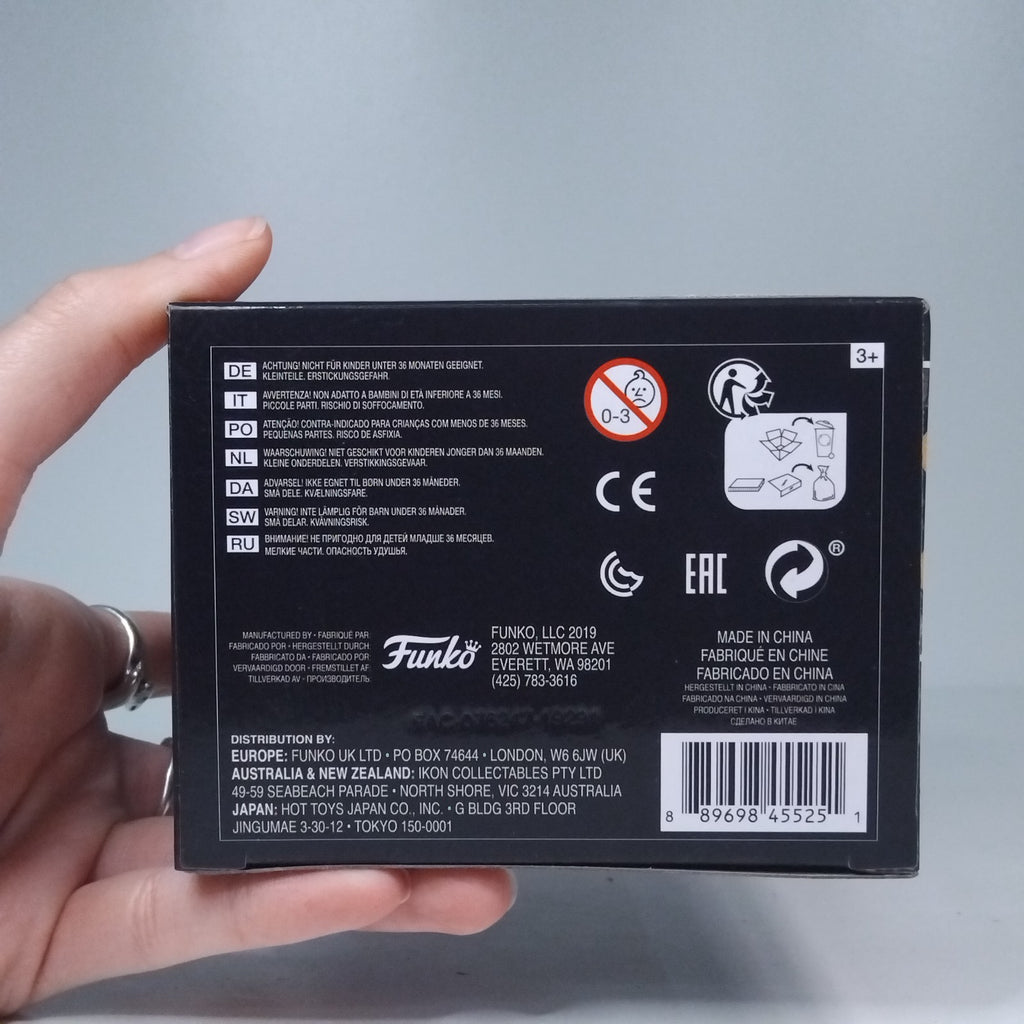 3+
DE ACHTUNG! NICHT FÜR KINDER UNTER 36 MONATEN GEEIGNET.
KLEINTEILE. ERSTICKUNGSGEFAHR.
IT AVVERTENZA! NON ADATTO A BAMBINI DI ETÀ INFERIORE A 36 MESI.
PICCOLE PARTI. RISCHIO DI SOFFOCAMENTO.
PO ATENÇÃO! CONTRA-INDICADO PARA CRIANÇAS COM MENOS DE 36 MESES.
PEQUENAS PARTES. RISCO DE ASFIXIA.
NL WAARSCHUWING! NIET GESCHIKT VOOR KINDEREN JONGER DAN 36 MAANDEN.
KLEINE ONDERDELEN. VERSTIKKINGSGEVAAR.
DA ADVARSEL! IKKE EGNET TIL BØRN UNDER 36 MÅNEDER.
SMÅ DELE. KVÆLNINGSFARE.
SW VARNING! INTE LÄMPLIG FÖR BARN UNDER 36 MÅNADER.
SMÅ DELAR. KVÄVNINGSRISK.
RU ВНИМАНИЕ! НЕ ПРИГОДНО ДЛЯ ДЕТЕЙ МЛАДШЕ 36 МЕСЯЦЕВ.
МЕЛКИЕ ЧАСТИ. ОПАСНОСТЬ УДУШЬЯ.
0-3
CE
EAC
®
MANUFACTURED BY • FABRIQUÉ PAR
FABRICADO POR • HERGESTELLT DURCH:
FABBRICATO DA • FABRICADO POR:
VERVAARDIGD DOOR • FREMSTILLET AF:
TILLVERKAD AV • ПРОИЗВОДИТЕЛЬ:
Funko
FUNKO, LLC 2019
2802 WETMORE AVE
EVERETT, WA 98201
(425) 783-3616
MADE IN CHINA
FABRIQUÉ EN CHINE
FABRICADO EN CHINA
HERGESTELLT IN CHINA • FABBRICATO IN CINA
FABRICADO NA CHINA • VERVAARDIGD IN CHINA
PRODUCERET I KINA • TILLVERKAD I KINA
СДЕЛАНО В КИТАЕ
DISTRIBUTION BY:
EUROPE: FUNKO UK LTD • PO BOX 74644 • LONDON, W6 6JW (UK)
AUSTRALIA & NEW ZEALAND: IKON COLLECTABLES PTY LTD
49-59 SEABEACH PARADE • NORTH SHORE, VIC 3214 AUSTRALIA
JAPAN: HOT TOYS JAPAN CO., INC. • G BLDG 3RD FLOOR
JINGUMAE 3-30-12 • TOKYO 150-0001
8 89698 45525 1